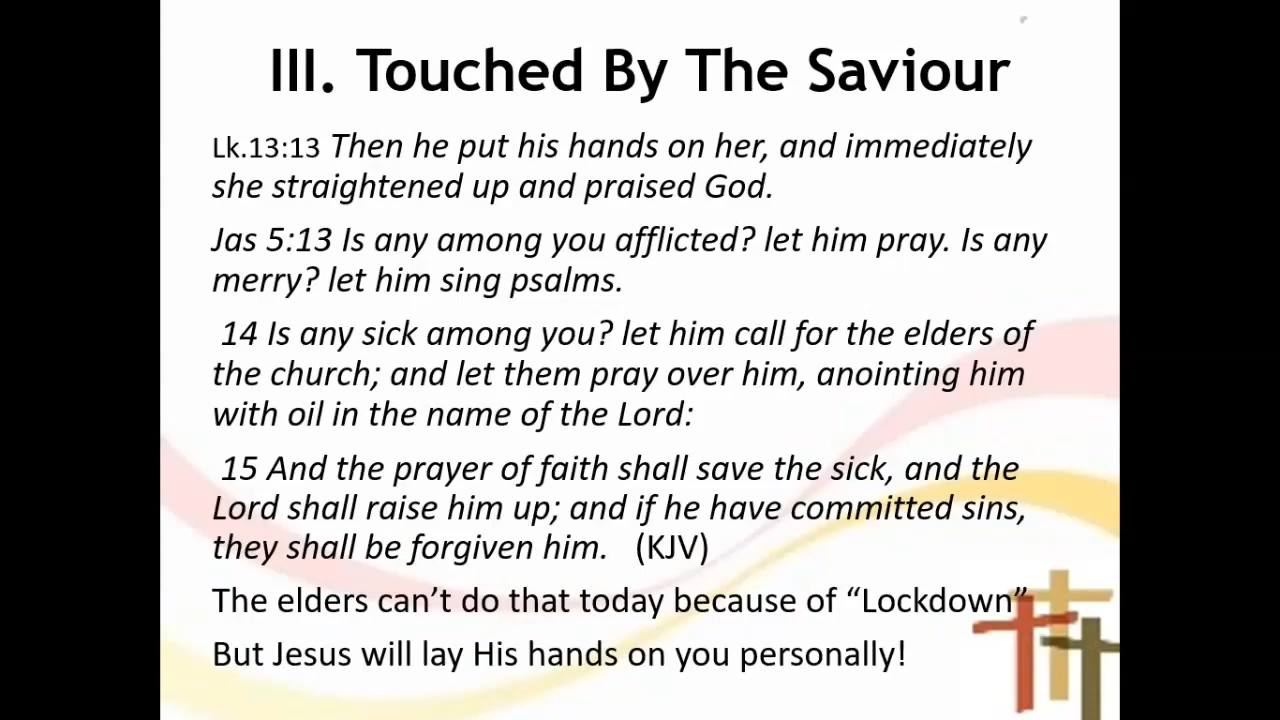 III. Touched By The Saviour
Lk.13:13 Then he put his hands on her, and immediately
she straightened up and praised God.
Jas 5:13 Is any among you afflicted? let him pray. Is any
merry? let him sing psalms.
14 Is any sick among you? let him call for the elders of
the church; and let them pray over him, anointing him
with oil in the name of the Lord:
15 And the prayer of faith shall save the sick, and the
Lord shall raise him up; and if he have committed sins,
they shall be forgiven him. (KJV)
The elders can’t do that today because of “Lockdown”
But Jesus will lay His hands on you personally!